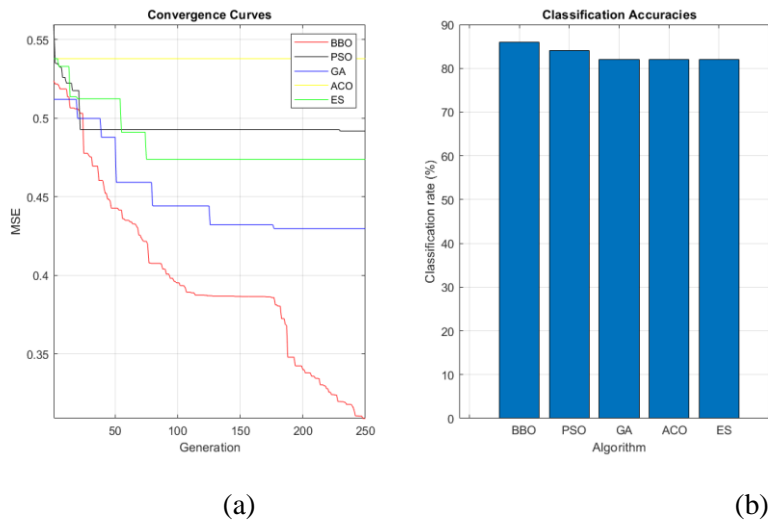 Convergence Curves
0.55
0.5
0.45
0.4
0.35
MSE
50
100
150
200
250
Generation
BBO
PSO
GA
ACO
ES
(a)
Classification Accuracies
90
80
70
60
50
40
30
20
10
0
Classification rate (%)
BBO PSO GA ACO ES
Algorithm
(b)